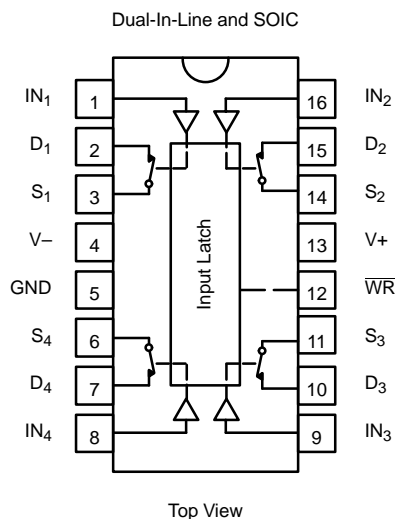 Dual-In-Line and SOIC
IN1 1 16 IN2
D1 2 15 D2
S1 3 14 S2
V– 4 13 V+
GND 5 Input Latch 12 W̅R̅
S4 6 11 S3
D4 7 10 D3
IN4 8 9 IN3
Top View